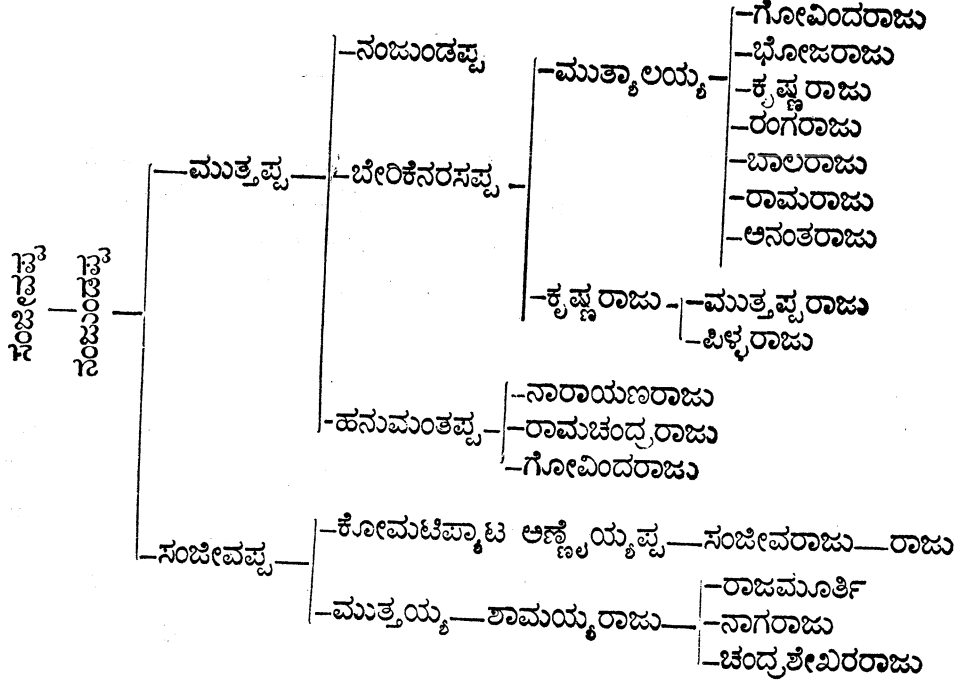 ಸಂಜೀವಪ್ಪ
ನಂಜುಂಡಪ್ಪ
ಮುತ್ತಪ್ಪ
ನಂಜುಂಡಪ್ಪ
ಬೇರಿಕೆನರಸಪ್ಪ
ಮುತ್ಯಾಲಯ್ಯ
ಗೋವಿಂದರಾಜು
ಭೋಜರಾಜು
ಕೃಷ್ಣರಾಜು
ರಂಗರಾಜು
ಬಾಲರಾಜು
ರಾಮರಾಜು
ಅನಂತರಾಜು
ಕೃಷ್ಣರಾಜು
ಮುತ್ತಪ್ಪರಾಜು
ಪಿಳ್ಳರಾಜು
ಹನುಮಂತಪ್ಪ
ನಾರಾಯಣರಾಜು
ರಾಮಚಂದ್ರರಾಜು
ಗೋವಿಂದರಾಜು
ಸಂಜೀವಪ್ಪ
ಕೋಮಟಿಪ್ಯಾಟ ಅಣ್ಣೈಯ್ಯಪ್ಪ
ಸಂಜೀವರಾಜು
ರಾಜು
ಮುತ್ತಯ್ಯ
ಶಾಮಯ್ಯರಾಜು
ರಾಜಮೂರ್ತಿ
ನಾಗರಾಜು
ಚಂದ್ರಶೇಖರರಾಜು